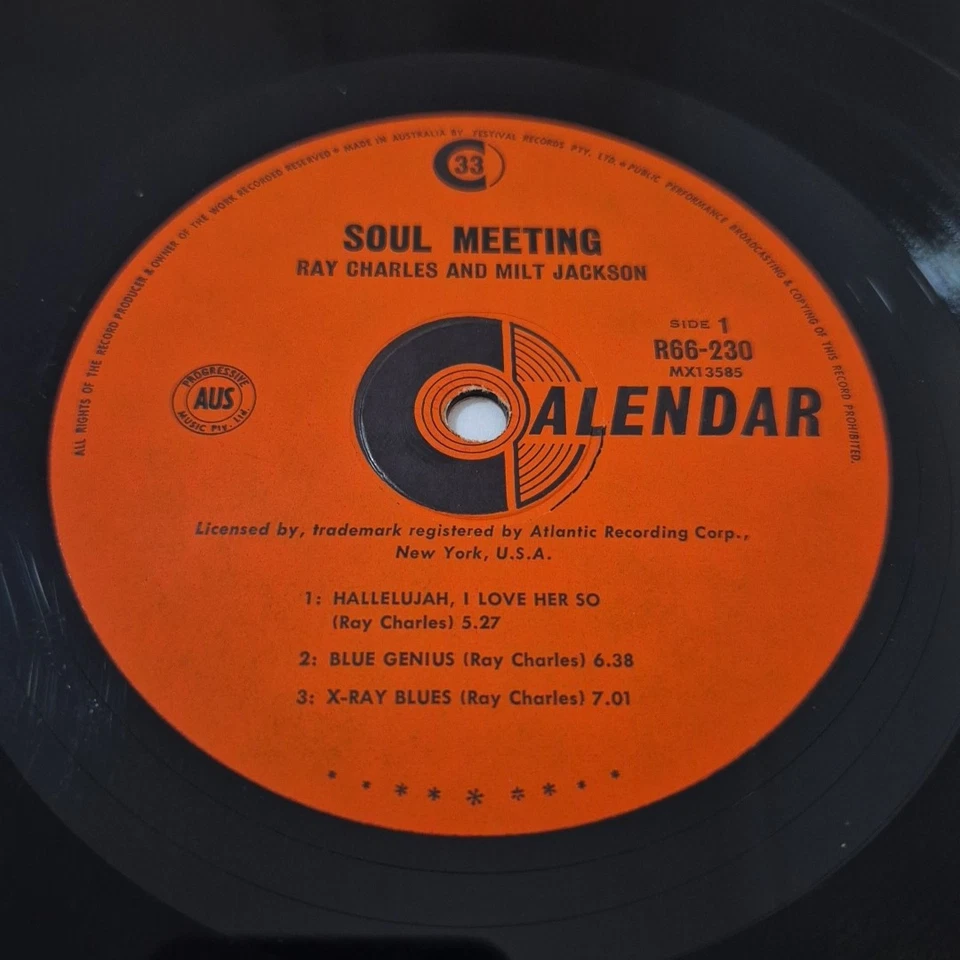 ALL RIGHTS OF THE RECORD PRODUCER & OWNER OF THE WORK RECORDED RESERVED • MADE IN AUSTRALIA BY FESTIVAL RECORDS PTY. LTD. • PUBLIC PERFORMANCE BROADCASTING & COPYING OF THIS RECORD PROHIBITED.
33
SOUL MEETING
RAY CHARLES AND MILT JACKSON
SIDE 1
R66-230
MX13585
PROGRESSIVE
AUS
MUSIC Pty. Ltd.
CALENDAR
Licensed by, trademark registered by Atlantic Recording Corp.,
New York, U.S.A.
1: HALLELUJAH, I LOVE HER SO
(Ray Charles) 5.27
2: BLUE GENIUS (Ray Charles) 6.38
3: X-RAY BLUES (Ray Charles) 7.01